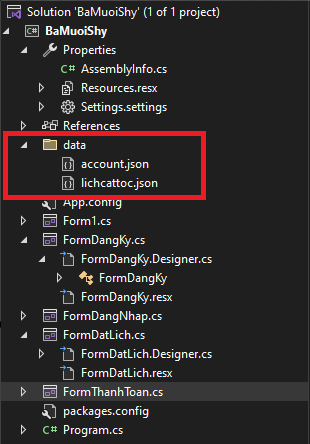 Solution 'BaMuoiShy' (1 of 1 project)
BaMuoiShy
Properties
AssemblyInfo.cs
Resources.resx
Settings.settings
References
data
account.json
lichcattoc.json
App.config
Form1.cs
FormDangKy.cs
FormDangKy.Designer.cs
FormDangKy
FormDangKy.resx
FormDangNhap.cs
FormDatLich.cs
FormDatLich.Designer.cs
FormDatLich.resx
FormThanhToan.cs
packages.config
Program.cs